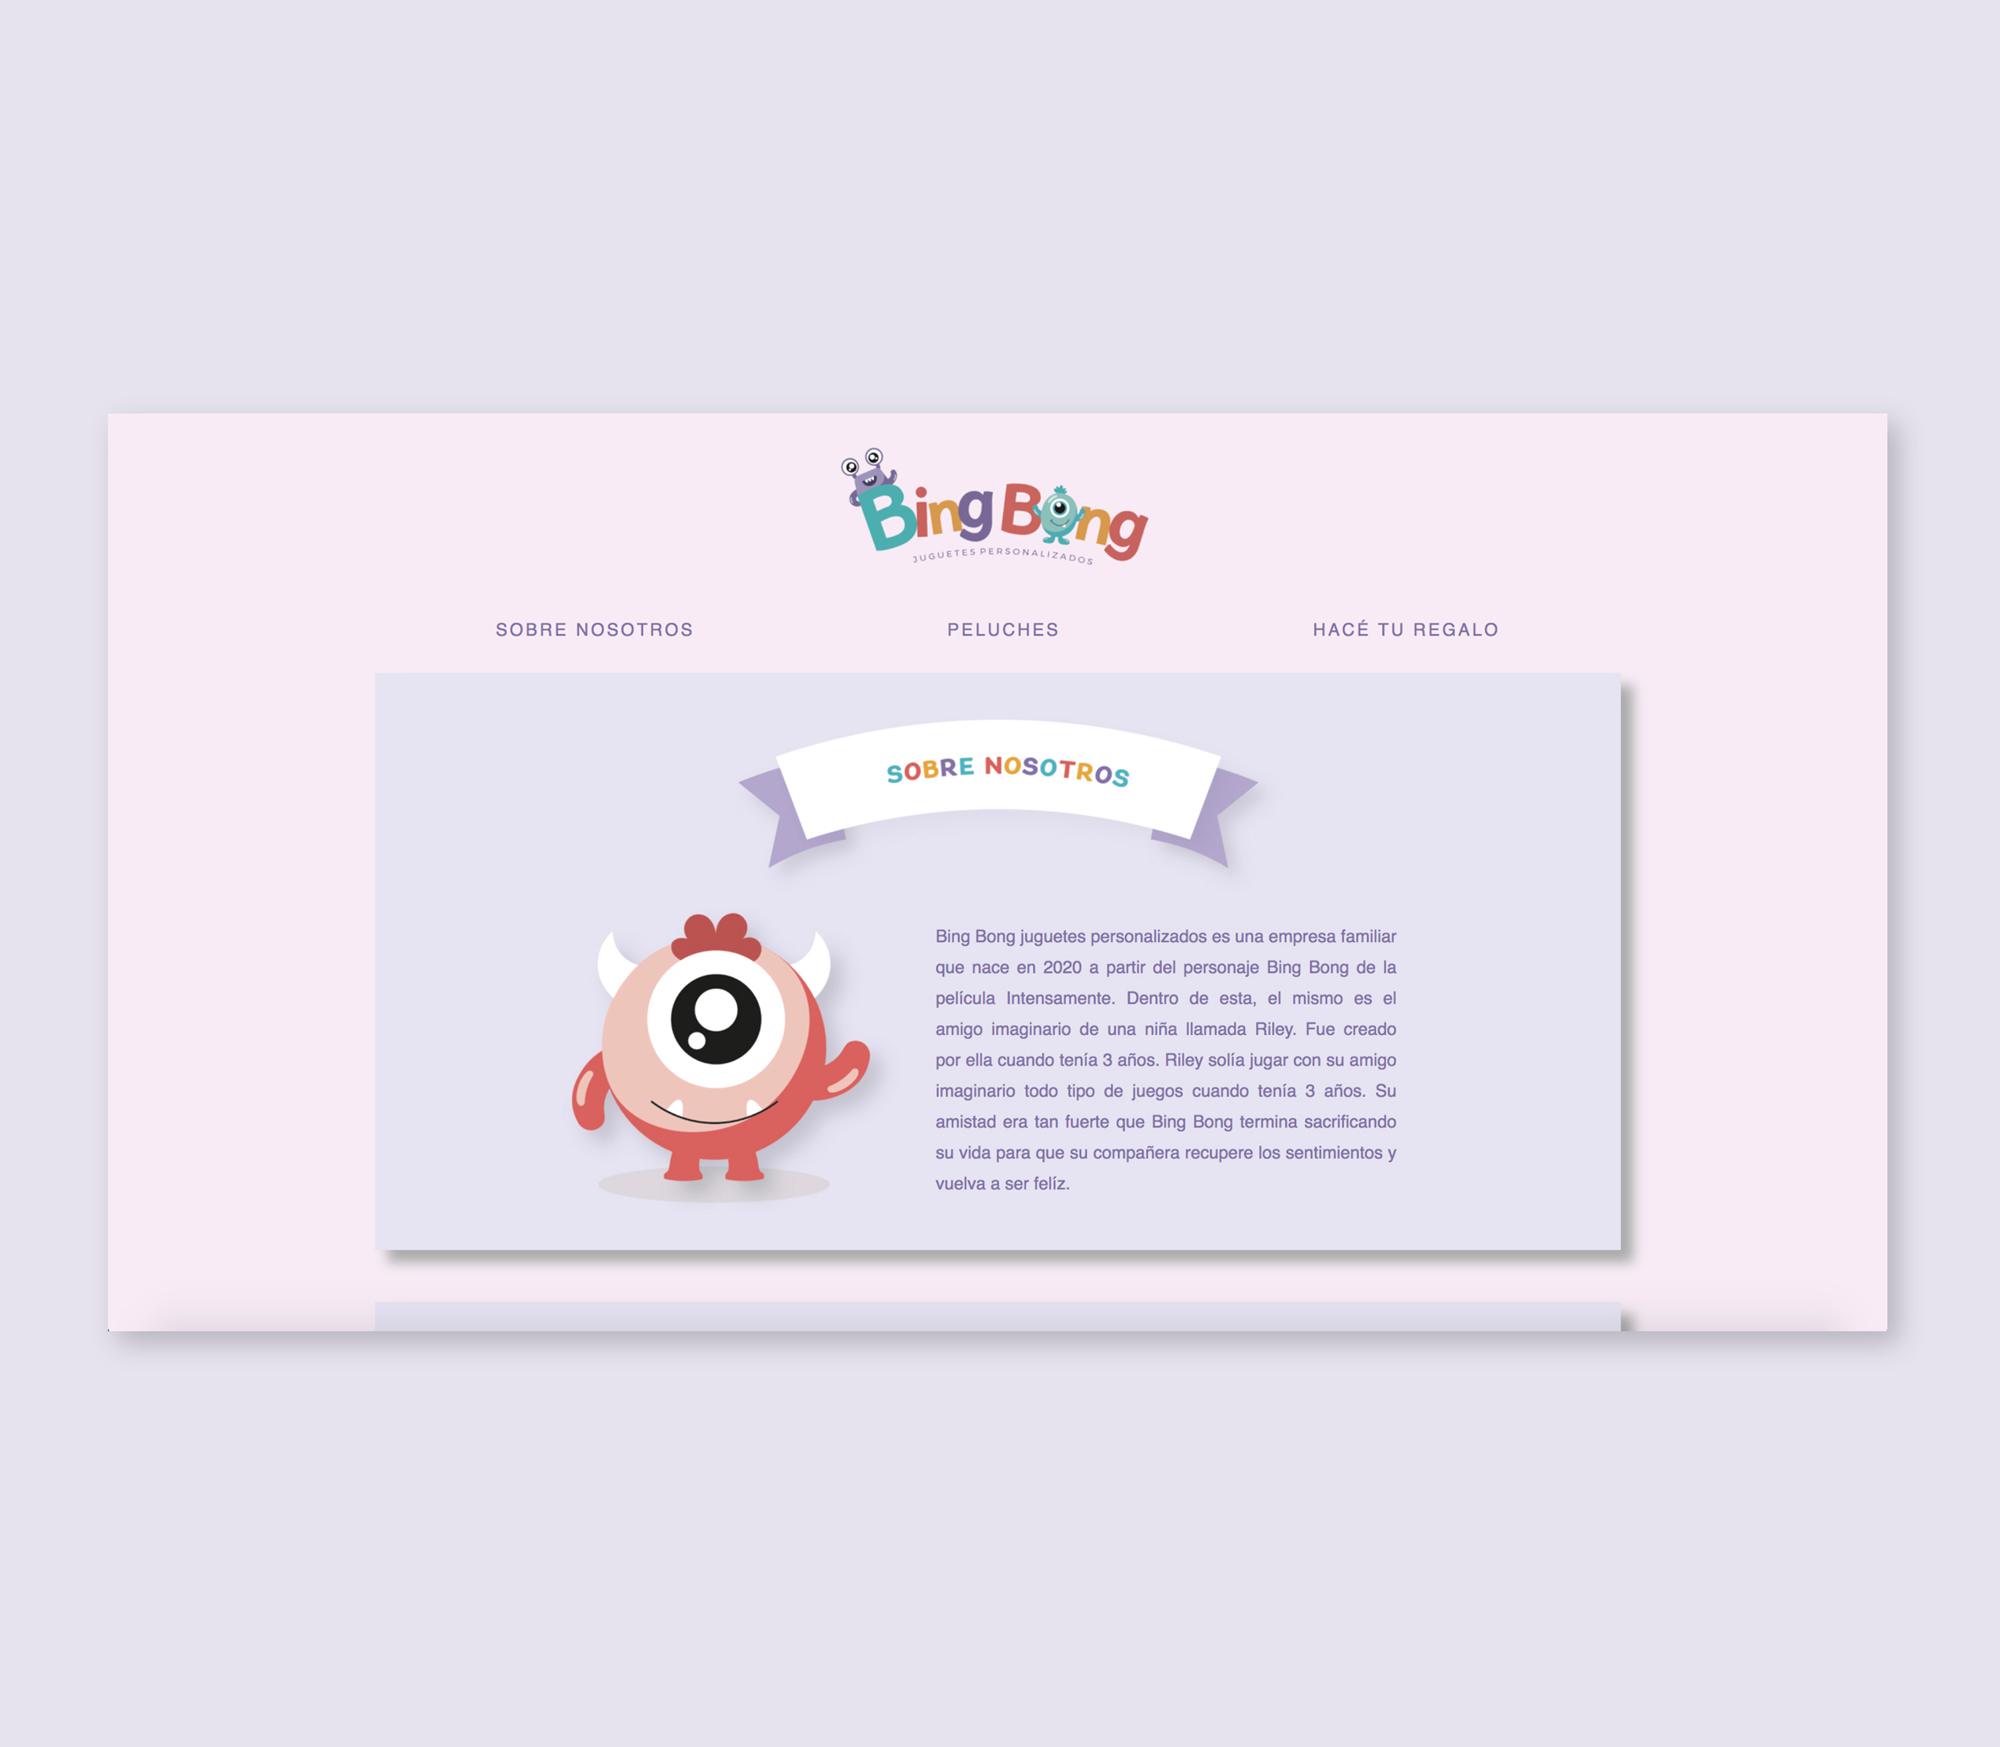 Bing Bong
JUGUETES PERSONALIZADOS
SOBRE NOSOTROS
PELUCHES
HACÉ TU REGALO
SOBRE NOSOTROS
Bing Bong juguetes personalizados es una empresa familiar
que nace en 2020 a partir del personaje Bing Bong de la
película Intensamente. Dentro de esta, el mismo es el
amigo imaginario de una niña llamada Riley. Fue creado
por ella cuando tenía 3 años. Riley solía jugar con su amigo
imaginario todo tipo de juegos cuando tenía 3 años. Su
amistad era tan fuerte que Bing Bong termina sacrificando
su vida para que su compañera recupere los sentimientos y
vuelva a ser felíz.